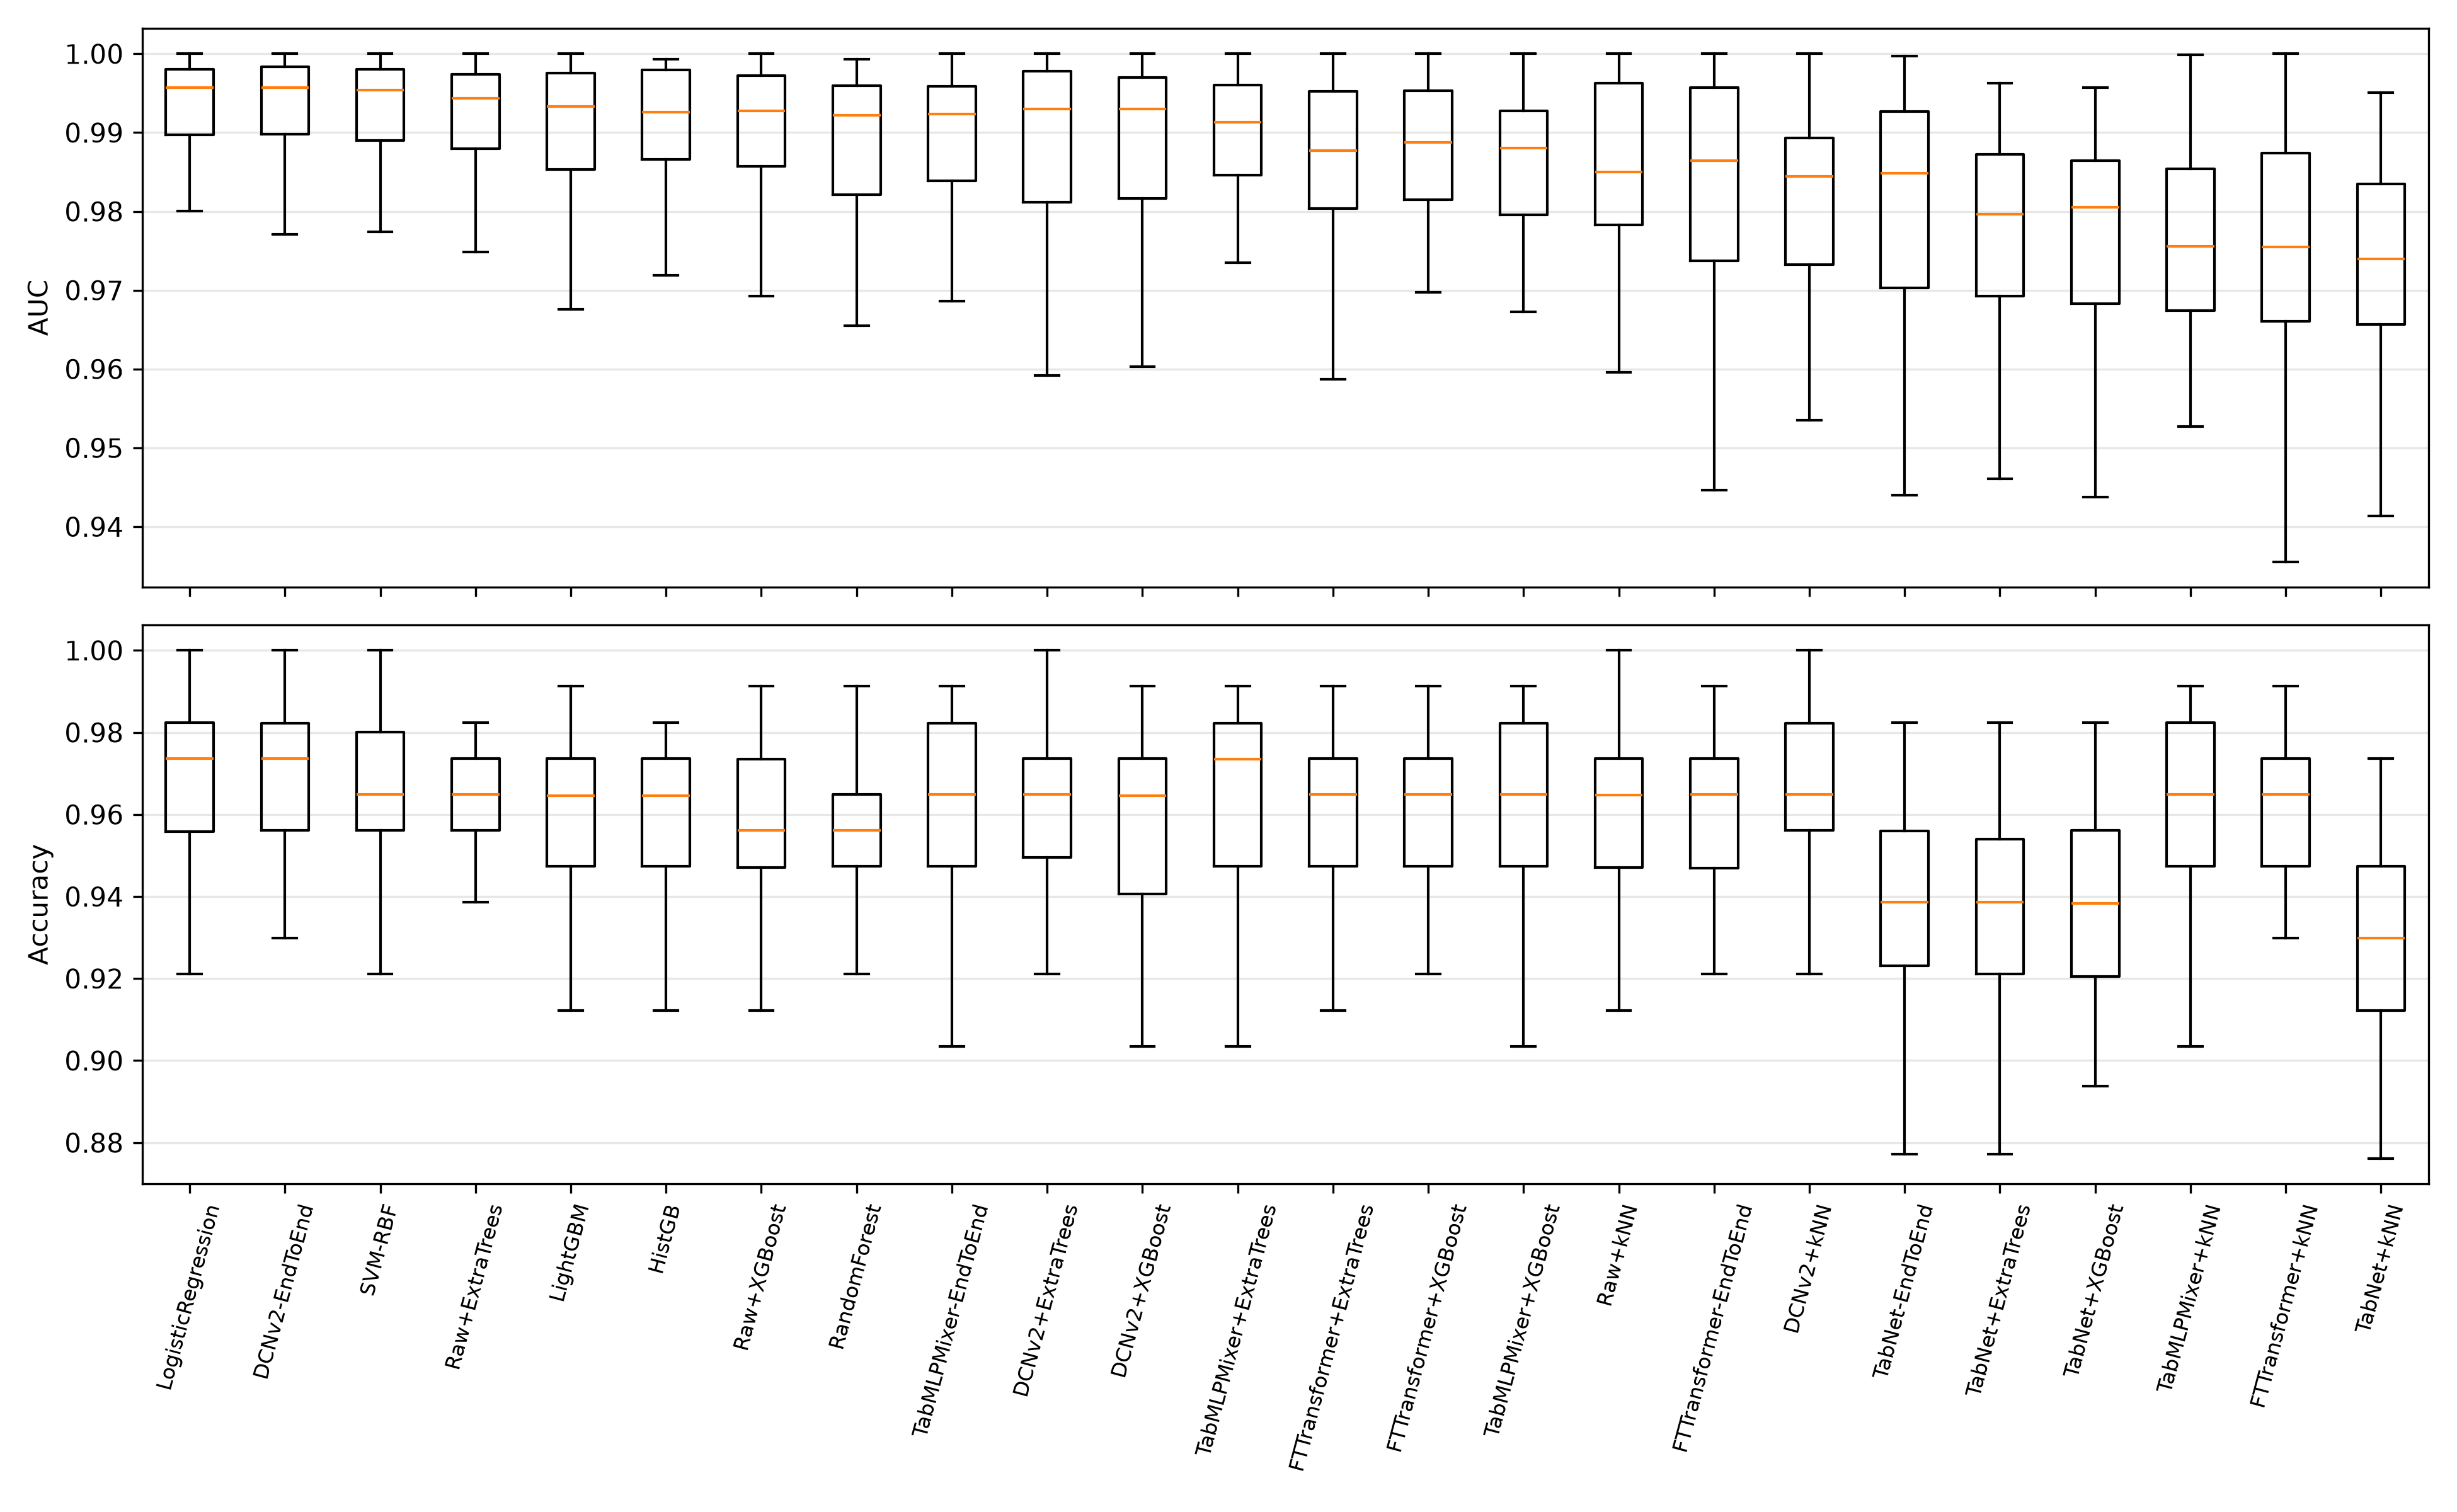 1.00
0.99
0.98
0.97
0.96
0.95
0.94
AUC
1.00
0.98
0.96
0.94
0.92
0.90
0.88
Accuracy
LogisticRegression
DCNv2-EndToEnd
SVM-RBF
Raw+ExtraTrees
LightGBM
HistGB
Raw+XGBoost
RandomForest
TabMLPMixer-EndToEnd
DCNv2+ExtraTrees
DCNv2+XGBoost
TabMLPMixer+ExtraTrees
FTTransformer+ExtraTrees
FTTransformer+XGBoost
TabMLPMixer+XGBoost
Raw+kNN
FTTransformer-EndToEnd
DCNv2+kNN
TabNet-EndToEnd
TabNet+ExtraTrees
TabNet+XGBoost
TabMLPMixer+kNN
FTTransformer+kNN
TabNet+kNN